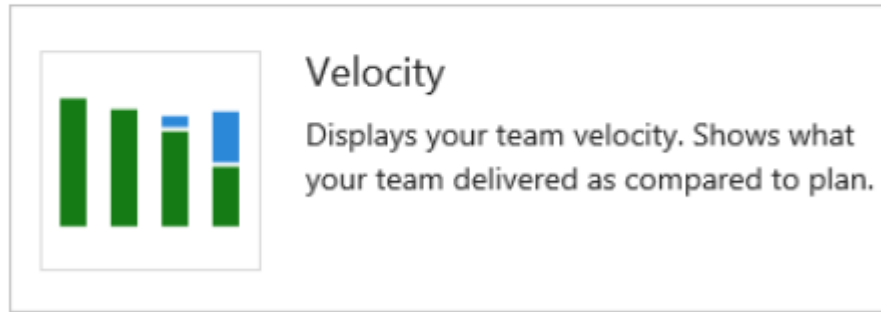 Velocity
Displays your team velocity. Shows what
your team delivered as compared to plan.